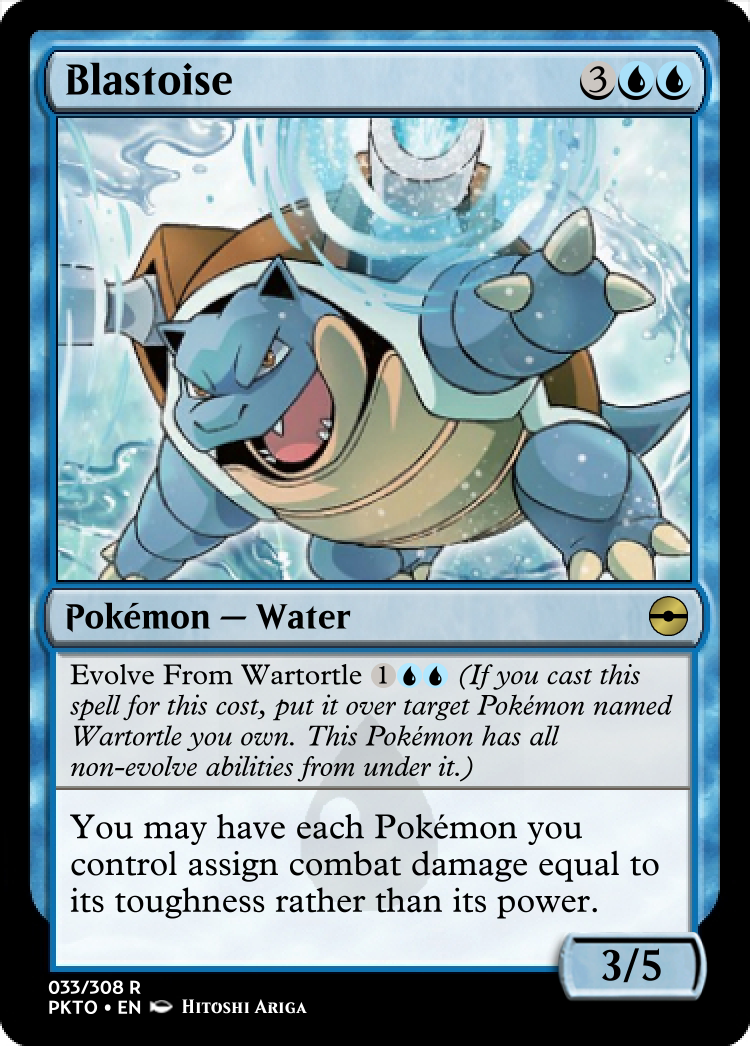 Blastoise 3
Pokémon — Water
Evolve From Wartortle 1 (If you cast this
spell for this cost, put it over target Pokémon named
Wartortle you own. This Pokémon has all
non-evolve abilities from under it.)
You may have each Pokémon you
control assign combat damage equal to
its toughness rather than its power.
3/5
033/308 R
PKTO • EN Hitoshi Ariga